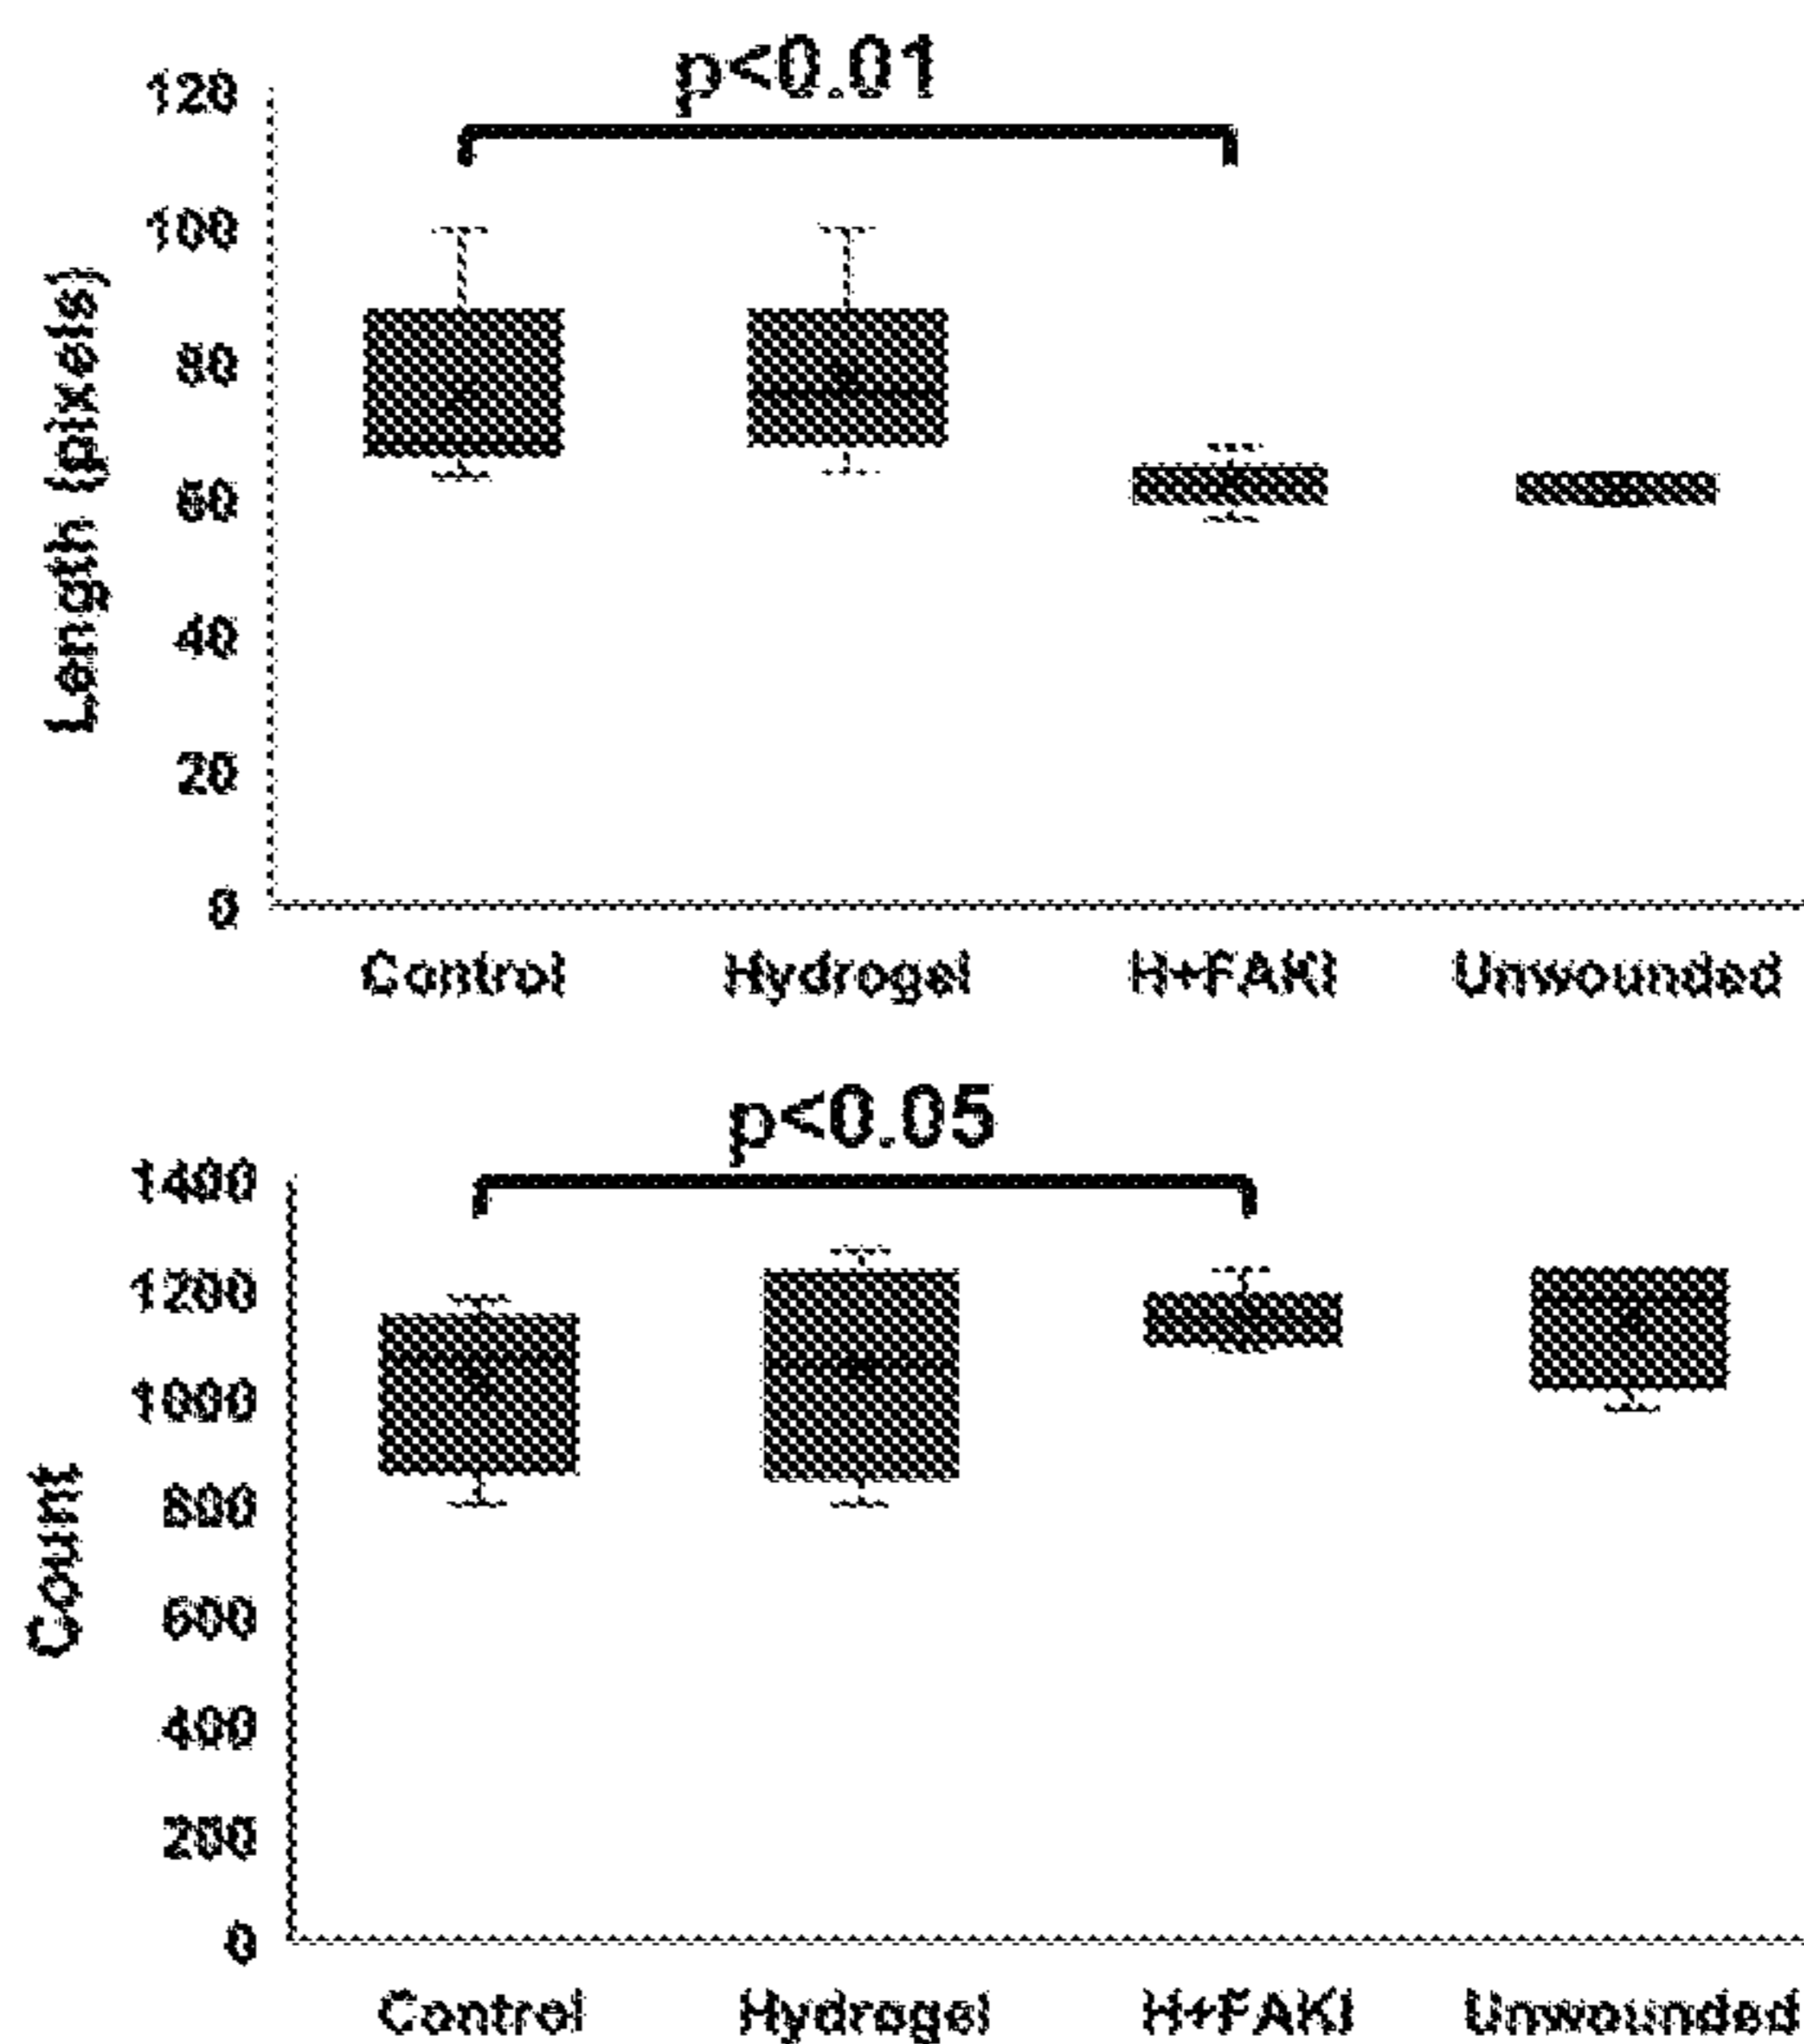 p<0.01
120
100
80
60
40
20
0
Length (pixels)
Control Hydrogel H+FAKI Unwounded
p<0.05
1400
1200
1000
800
600
400
200
0
Count
Control Hydrogel H+FAKI Unwounded